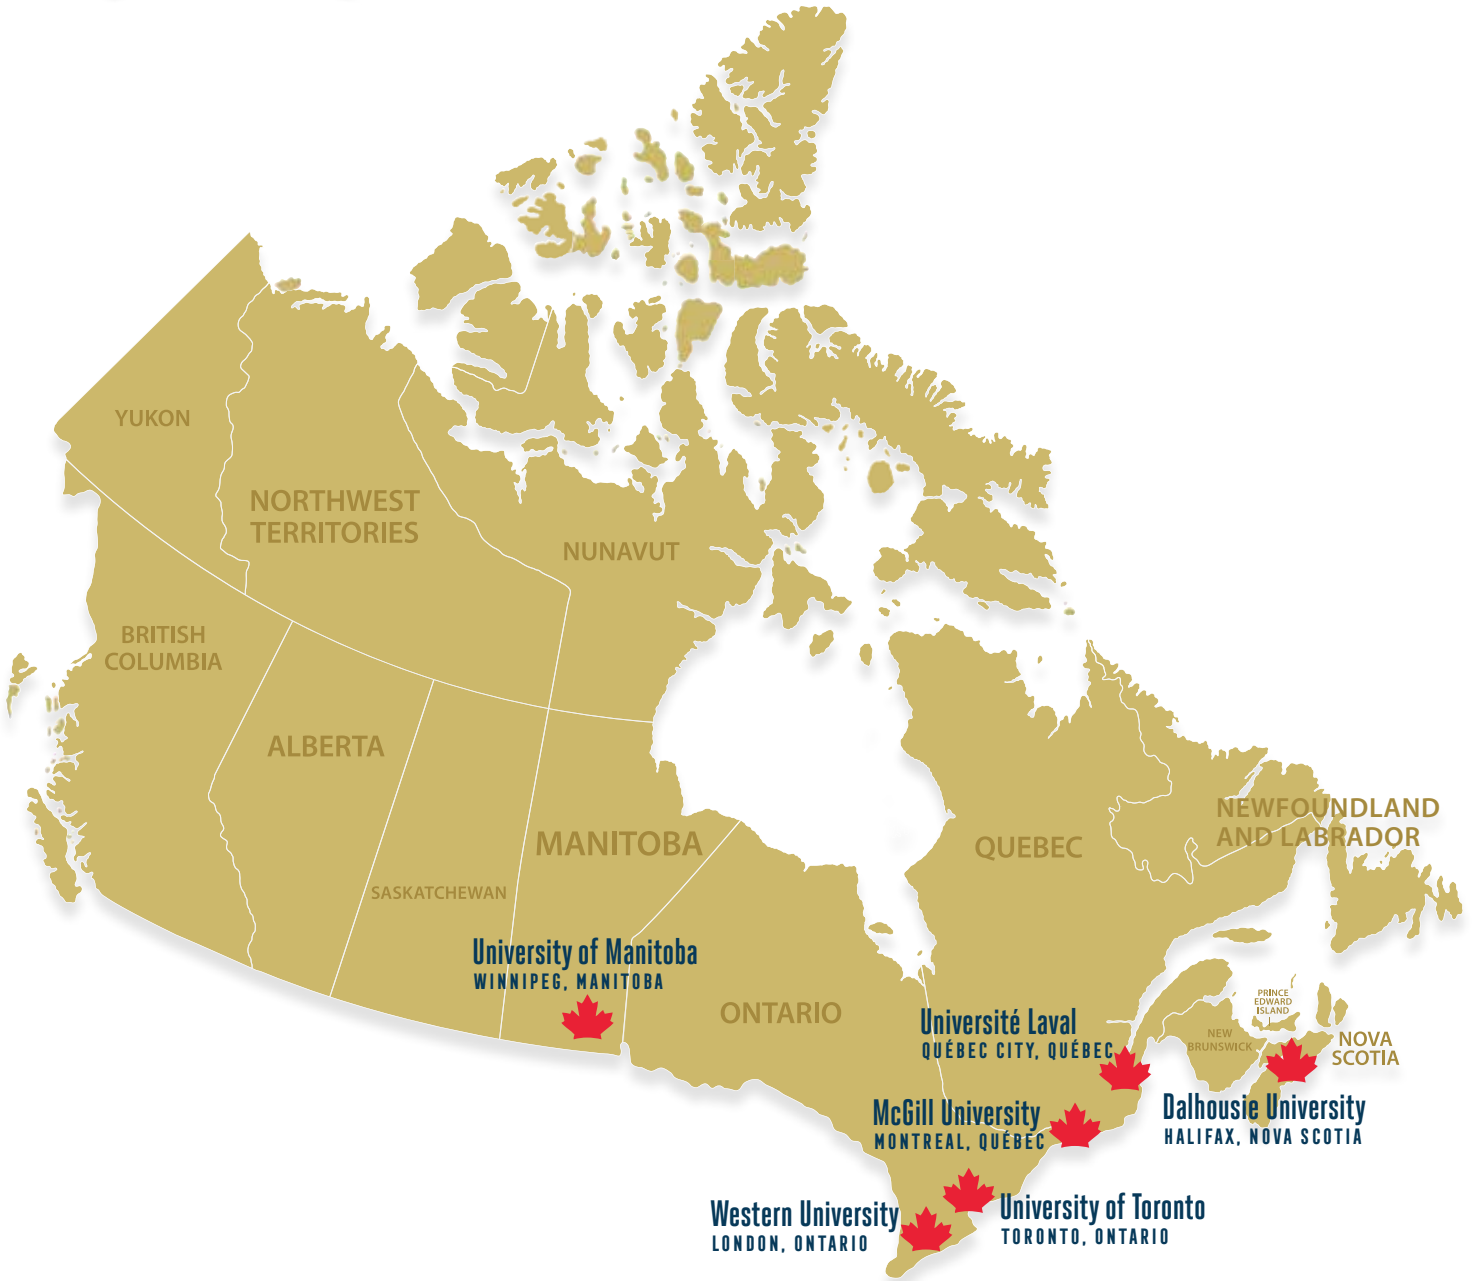 YUKON
NORTHWEST
TERRITORIES
NUNAVUT
BRITISH
COLUMBIA
ALBERTA
SASKATCHEWAN
MANITOBA
QUEBEC
NEWFOUNDLAND
AND LABRADOR
University of Manitoba
WINNIPEG, MANITOBA
ONTARIO
PRINCE
EDWARD
ISLAND
NEW
BRUNSWICK
NOVA
SCOTIA
Université Laval
QUÉBEC CITY, QUÉBEC
McGill University
MONTREAL, QUÉBEC
Dalhousie University
HALIFAX, NOVA SCOTIA
Western University
LONDON, ONTARIO
University of Toronto
TORONTO, ONTARIO